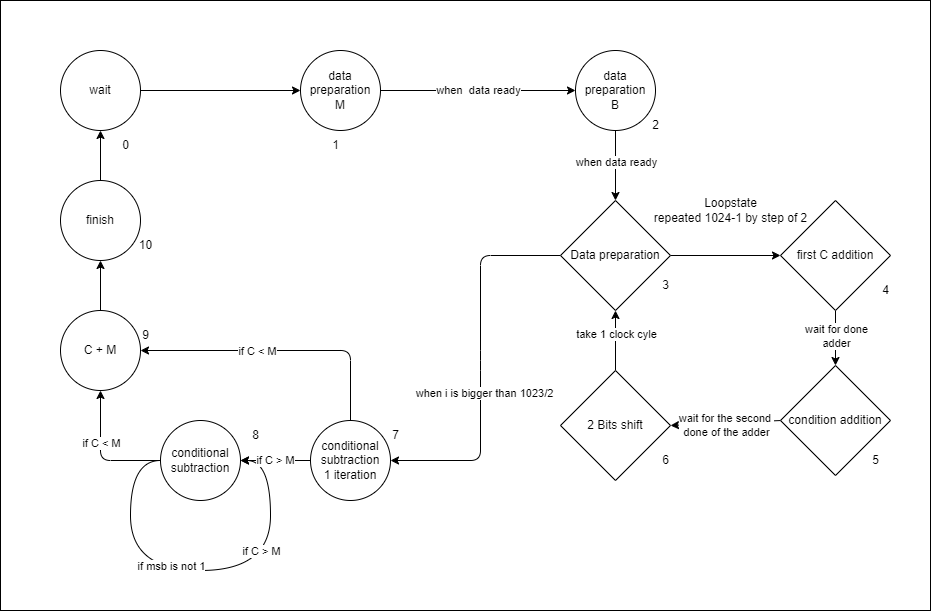 wait
0
data
preparation
M
1
when  data ready
data
preparation
B
2
when data ready
Loopstate
repeated 1024-1 by step of 2
Data preparation
3
first C addition
4
wait for done
adder
condition addition
5
wait for the second
done of the adder
2 Bits shift
6
take 1 clock cyle
when i is bigger than 1023/2
conditional
subtraction
1 iteration
7
if C < M
if C > M
conditional
subtraction
8
if C > M
if msb is not 1
if C < M
C + M
9
finish
10